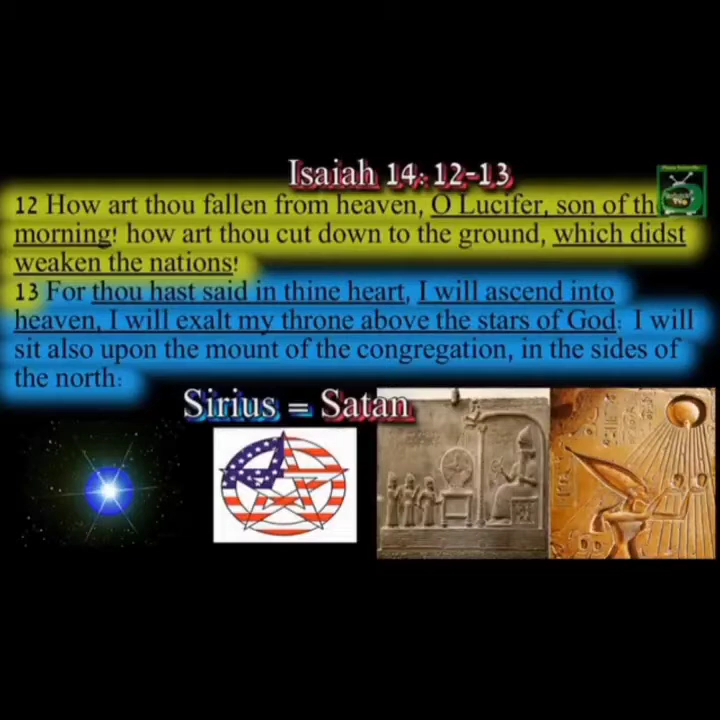 Isaiah 14: 12-13
12 How art thou fallen from heaven, O Lucifer, son of the
morning! how art thou cut down to the ground, which didst
weaken the nations!
13 For thou hast said in thine heart, I will ascend into
heaven, I will exalt my throne above the stars of God: I will
sit also upon the mount of the congregation, in the sides of
the north:
Sirius = Satan